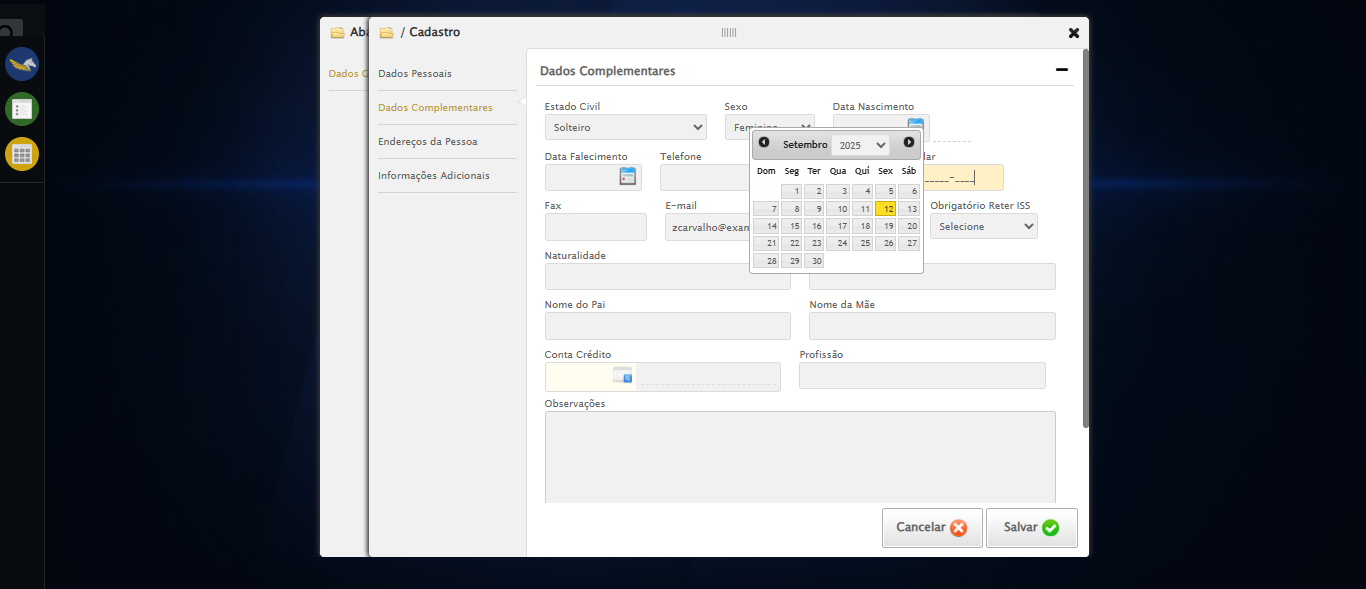 Aba
/ Cadastro
Dados C
Dados Pessoais
Dados Complementares
Endereços da Pessoa
Informações Adicionais
Dados Complementares
Estado Civil Sexo Data Nascimento
Solteiro Feminino
Data Falecimento Telefone lar
_____-____
Fax E-mail Obrigatório Reter ISS
zcarvalho@exam Selecione
Setembro 2025
Dom Seg Ter Qua Qui Sex Sáb
1 2 3 4 5 6
7 8 9 10 11 12 13
14 15 16 17 18 19 20
21 22 23 24 25 26 27
28 29 30
Naturalidade
Nome do Pai Nome da Mãe
Conta Crédito Profissão
Observações
Cancelar Salvar